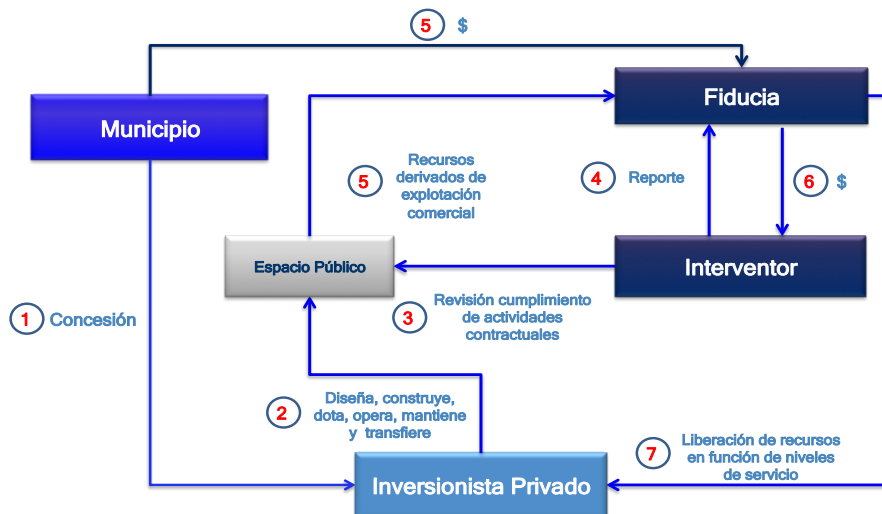 5 $
Municipio
Fiducia
5
Recursos
derivados de
explotación
comercial
4 Reporte
6 $
Espacio Público
Interventor
1 Concesión
3
Revisión cumplimiento
de actividades
contractuales
2
Diseña, construye,
dota, opera, mantiene
y transfiere
7
Liberación de recursos
en función de niveles
de servicio
Inversionista Privado